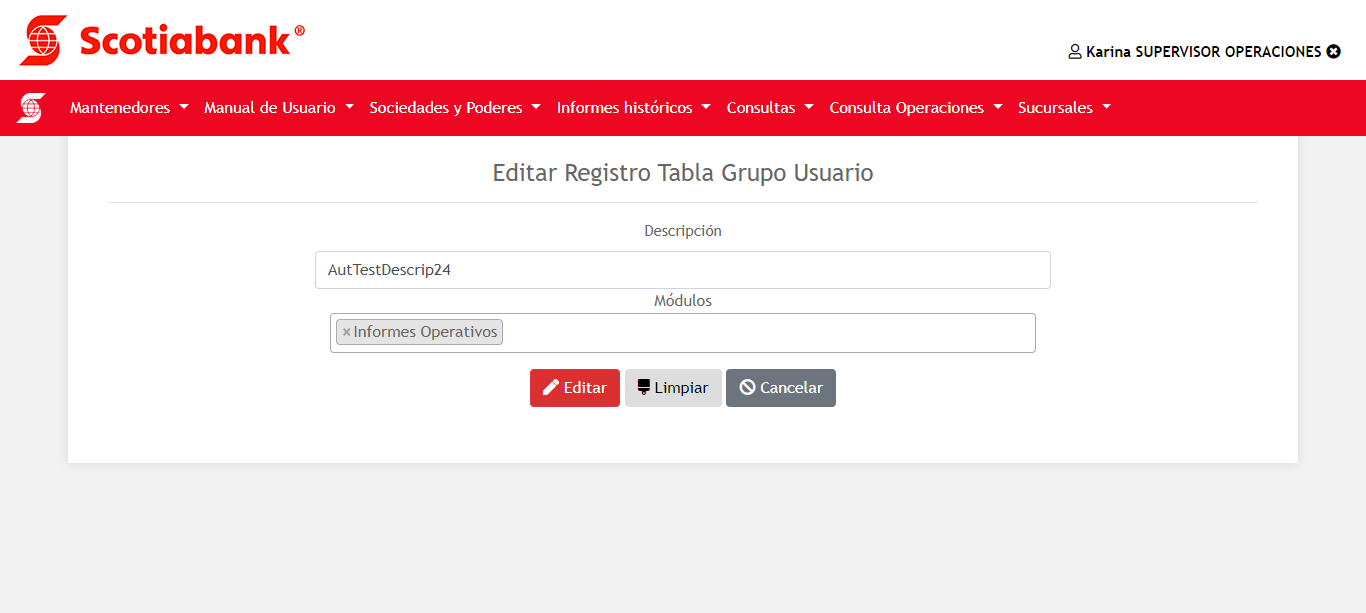 Scotiabank®
Karina SUPERVISOR OPERACIONES
Mantenedores Manual de Usuario Sociedades y Poderes Informes históricos Consultas Consulta Operaciones Sucursales
Editar Registro Tabla Grupo Usuario
Descripción
AutTestDescrip24
Módulos
×Informes Operativos
Editar Limpiar Cancelar